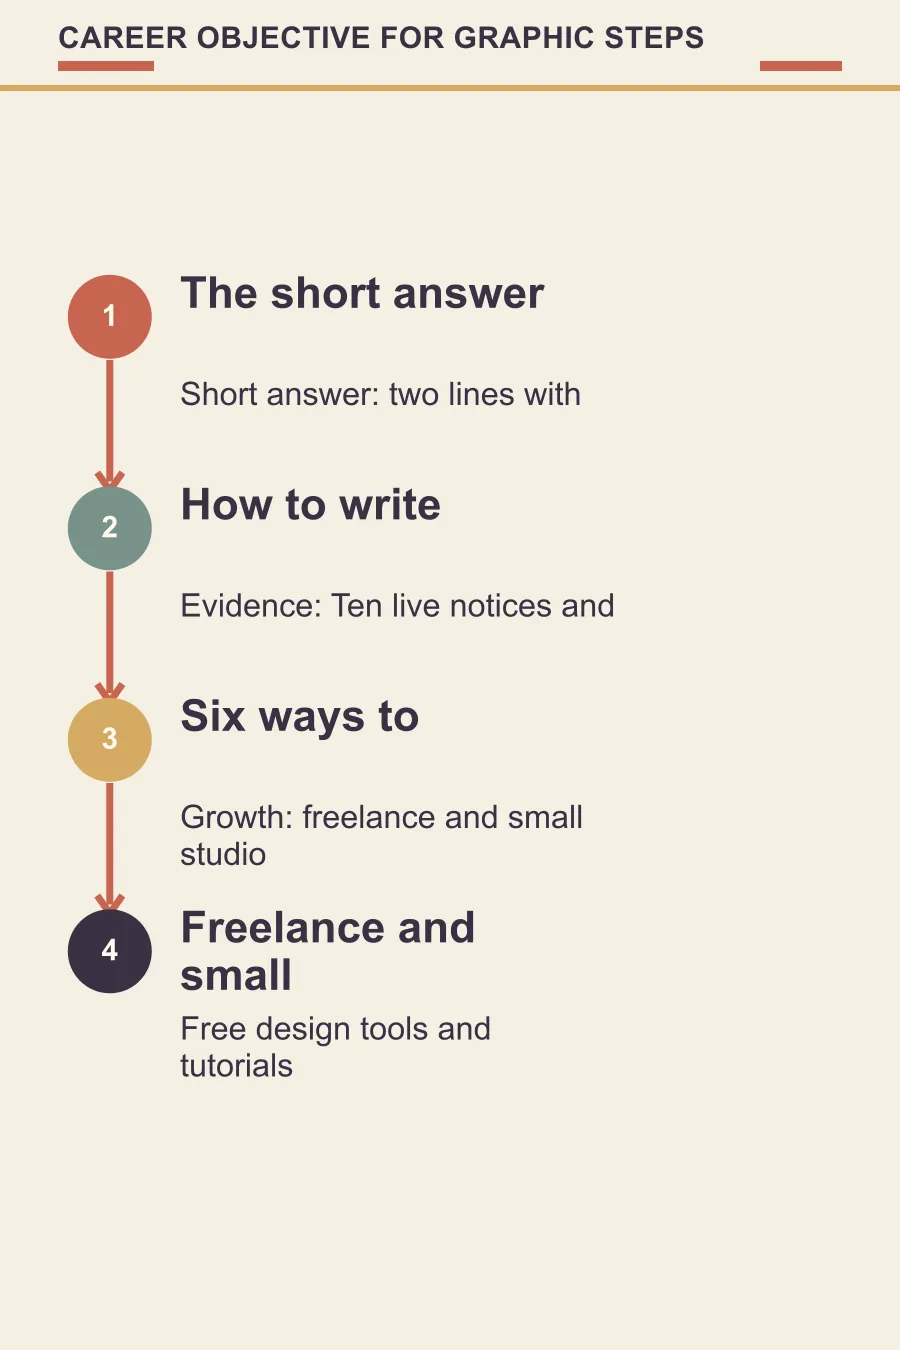 CAREER OBJECTIVE FOR GRAPHIC STEPS
1
The short answer
Short answer: two lines with
2
How to write
Evidence: Ten live notices and
3
Six ways to
Growth: freelance and small
studio
4
Freelance and
small
Free design tools and
tutorials